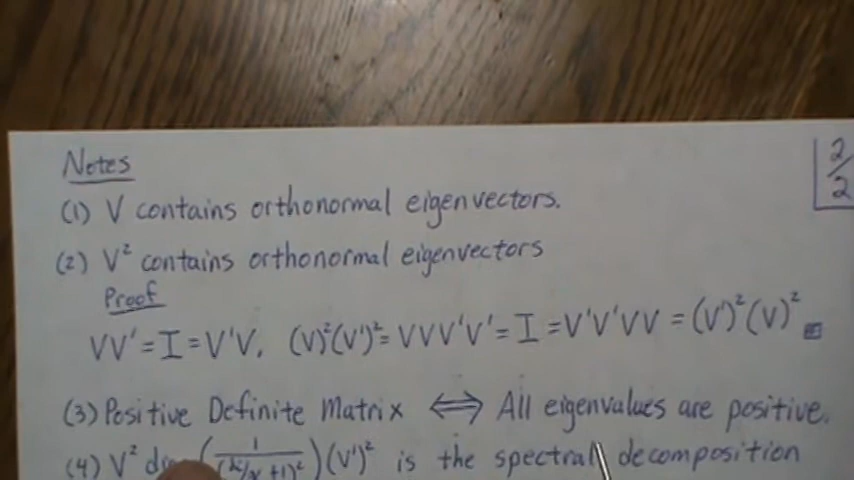 Notes
2/2
(1) V contains orthonormal eigenvectors.
(2) V² contains orthonormal eigenvectors
Proof
VV' = I = V'V, (V)²(V')² = VVV'V' = I = V'V'VV = (V')²(V)²
(3) Positive Definite Matrix ⟺ All eigenvalues are positive.
(4) V² (V')² is the spectral decomposition